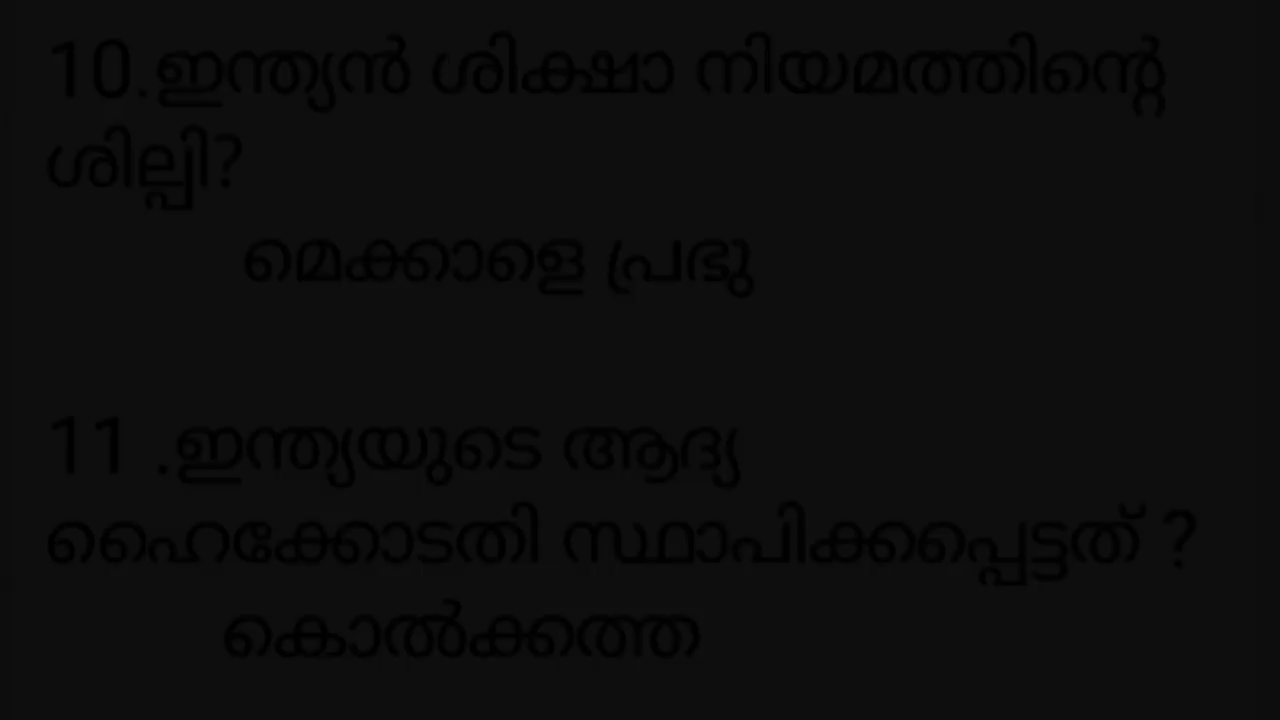 10.ഇന്ത്യൻ ശിക്ഷാ നിയമത്തിന്റെ
ശില്പി?
മെക്കാളെ പ്രഭു
11 .ഇന്ത്യയുടെ ആദ്യ
ഹൈക്കോടതി സ്ഥാപിക്കപ്പെട്ടത് ?
കൊൽക്കത്ത